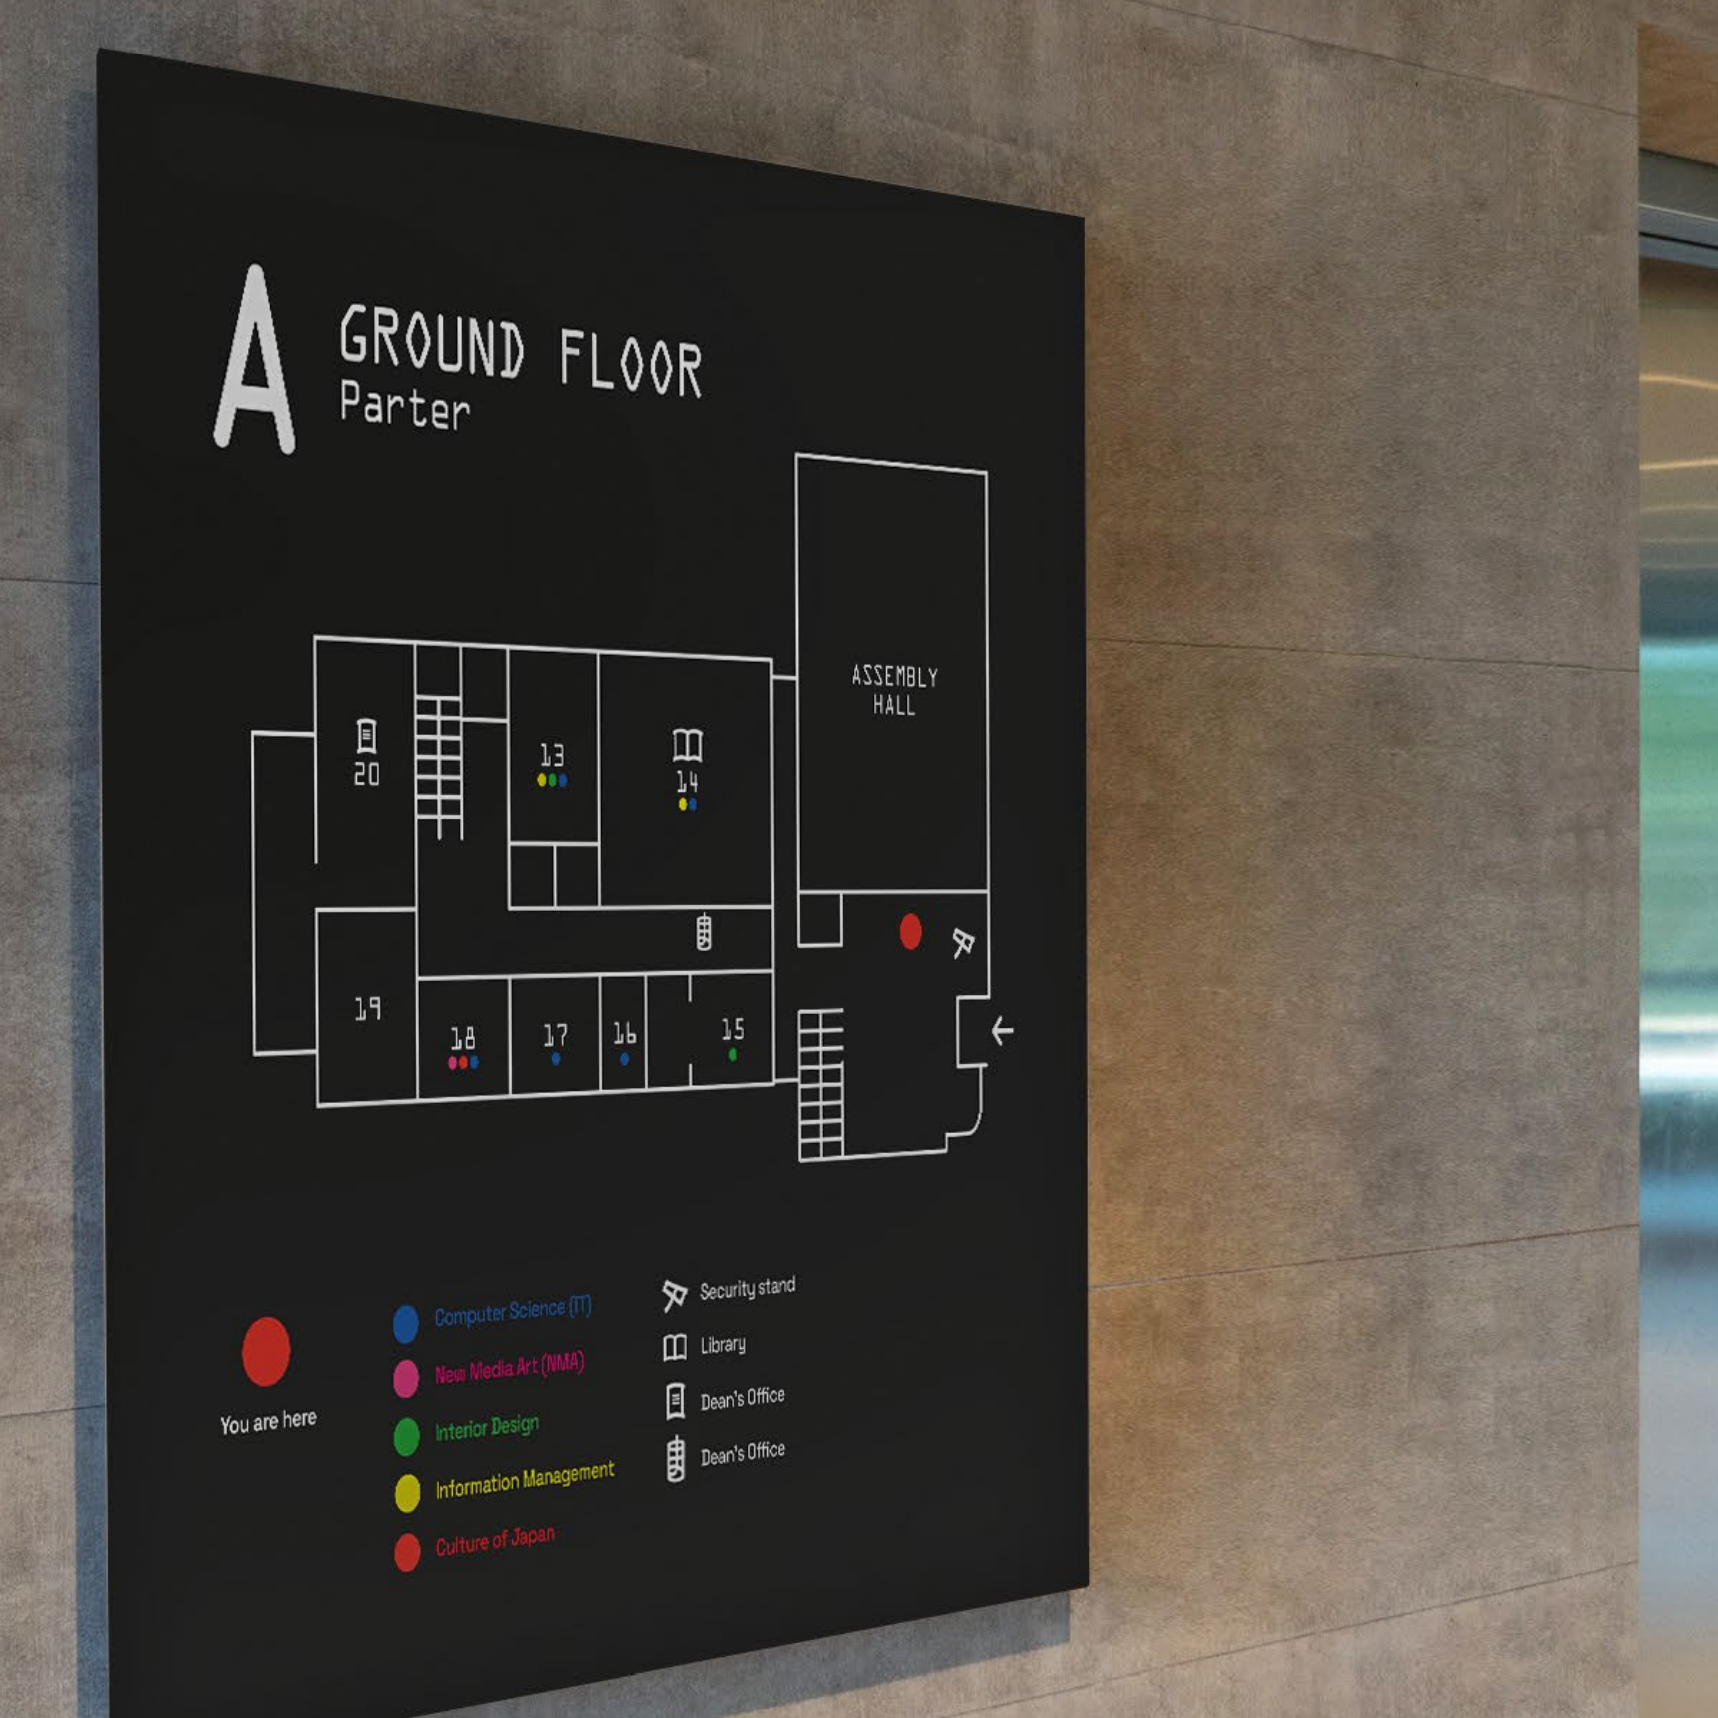 A
GROUND FLOOR
Parter
ASSEMBLY
HALL
20
13
14
19
18
17
16
15
You are here
Computer Science (IT)
New Media Art (NMA)
Interior Design
Information Management
Culture of Japan
Security stand
Library
Dean's Office
Dean's Office